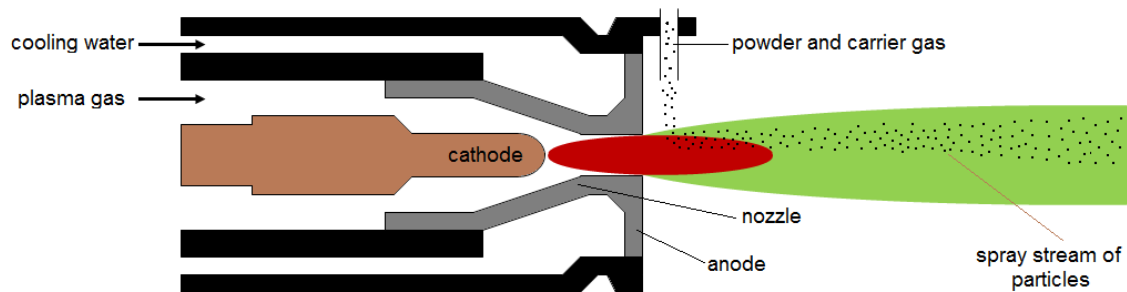 cooling water
powder and carrier gas
plasma gas
cathode
nozzle
anode
spray stream of
particles